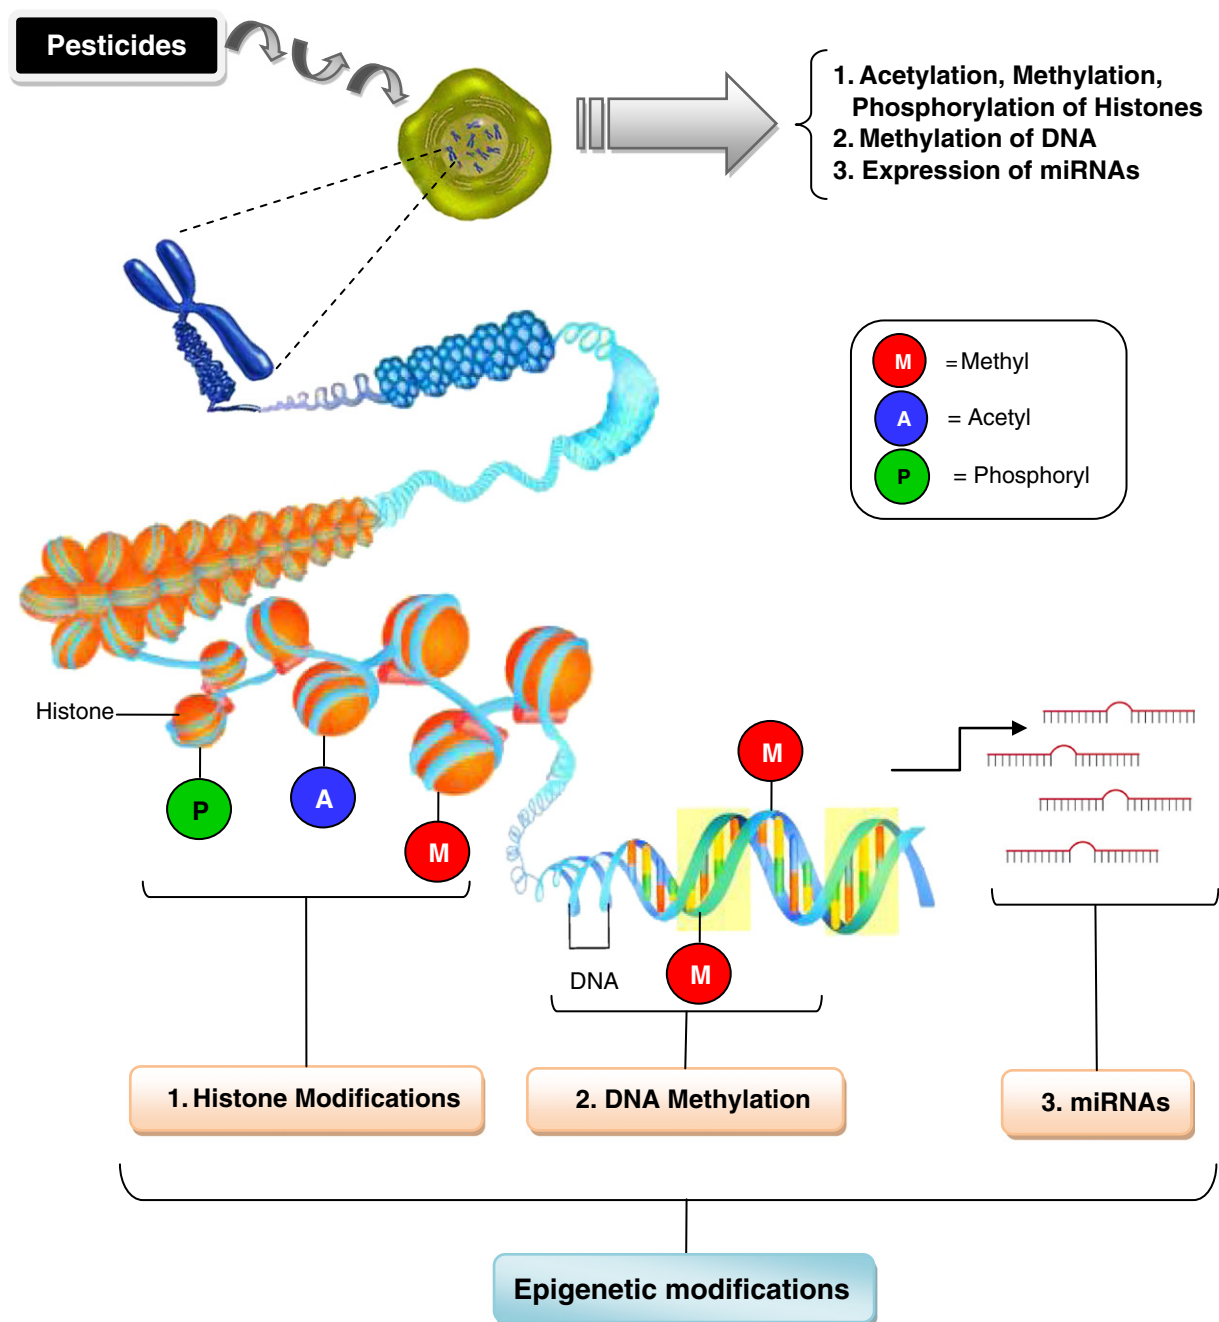 Pesticides
1. Acetylation, Methylation,
Phosphorylation of Histones
2. Methylation of DNA
3. Expression of miRNAs
M = Methyl
A = Acetyl
P = Phosphoryl
Histone
P
A
M
M
M
DNA
1. Histone Modifications
2. DNA Methylation
3. miRNAs
Epigenetic modifications